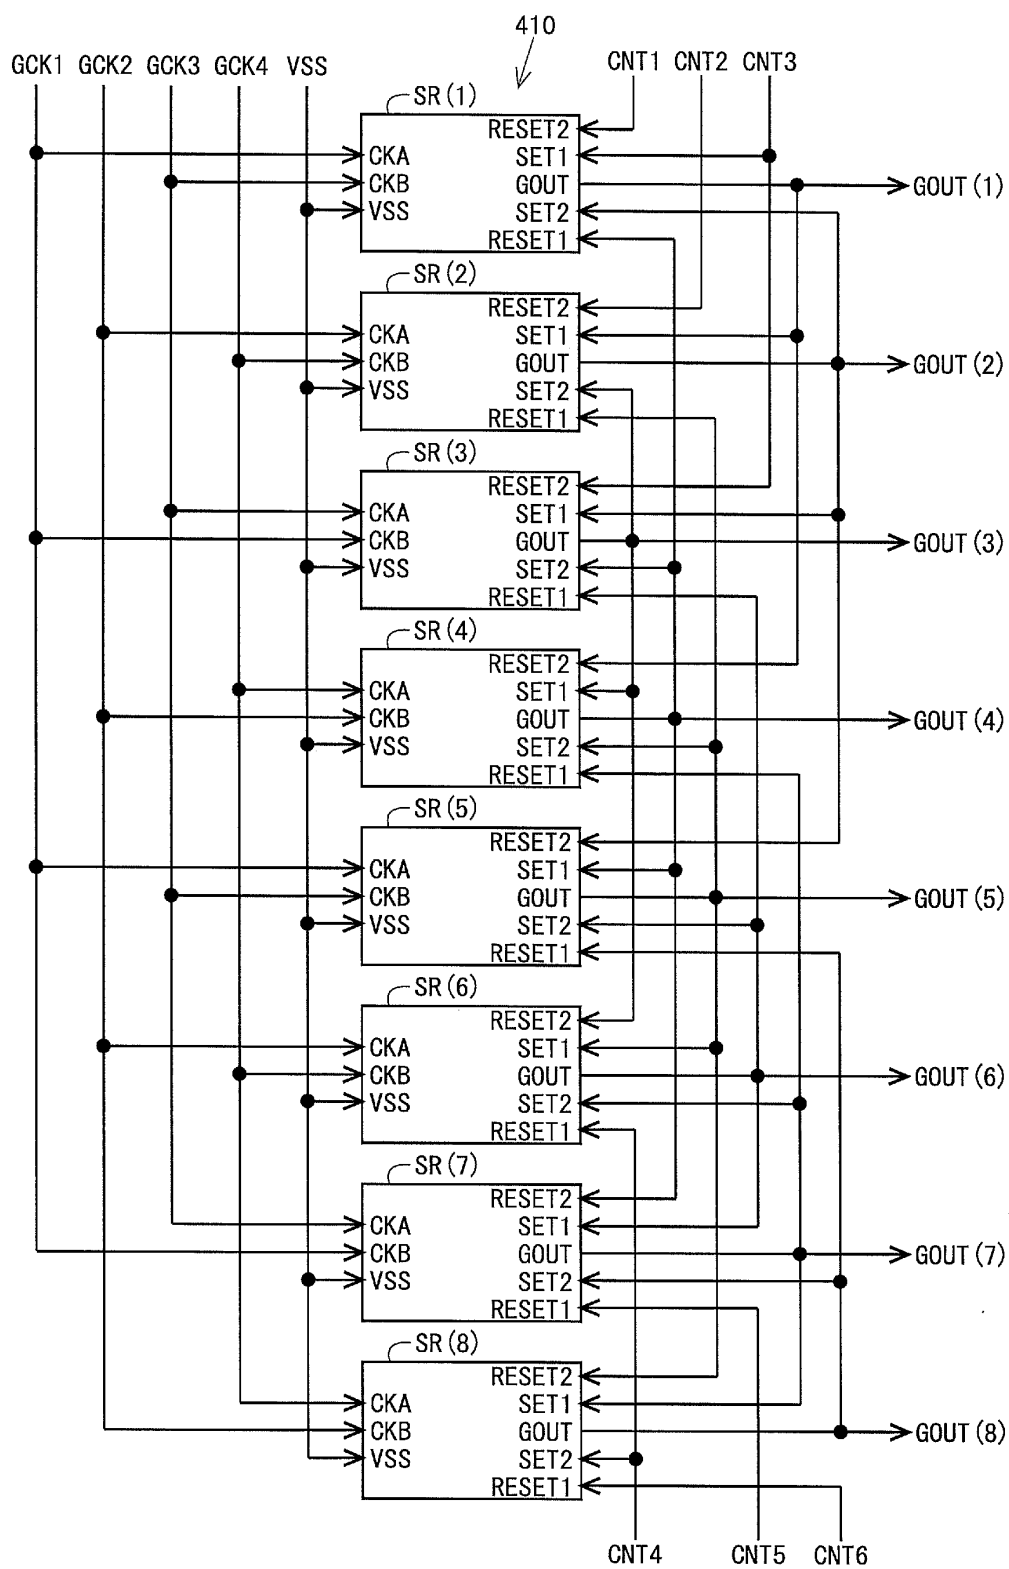 410
GCK1 GCK2 GCK3 GCK4 VSS CNT1 CNT2 CNT3
SR(1)
RESET2
CKA SET1
CKB GOUT GOUT(1)
VSS SET2
RESET1
SR(2)
RESET2
CKA SET1
CKB GOUT GOUT(2)
VSS SET2
RESET1
SR(3)
RESET2
CKA SET1
CKB GOUT GOUT(3)
VSS SET2
RESET1
SR(4)
RESET2
CKA SET1
CKB GOUT GOUT(4)
VSS SET2
RESET1
SR(5)
RESET2
CKA SET1
CKB GOUT GOUT(5)
VSS SET2
RESET1
SR(6)
RESET2
CKA SET1
CKB GOUT GOUT(6)
VSS SET2
RESET1
SR(7)
RESET2
CKA SET1
CKB GOUT GOUT(7)
VSS SET2
RESET1
SR(8)
RESET2
CKA SET1
CKB GOUT GOUT(8)
VSS SET2
RESET1
CNT4 CNT5 CNT6